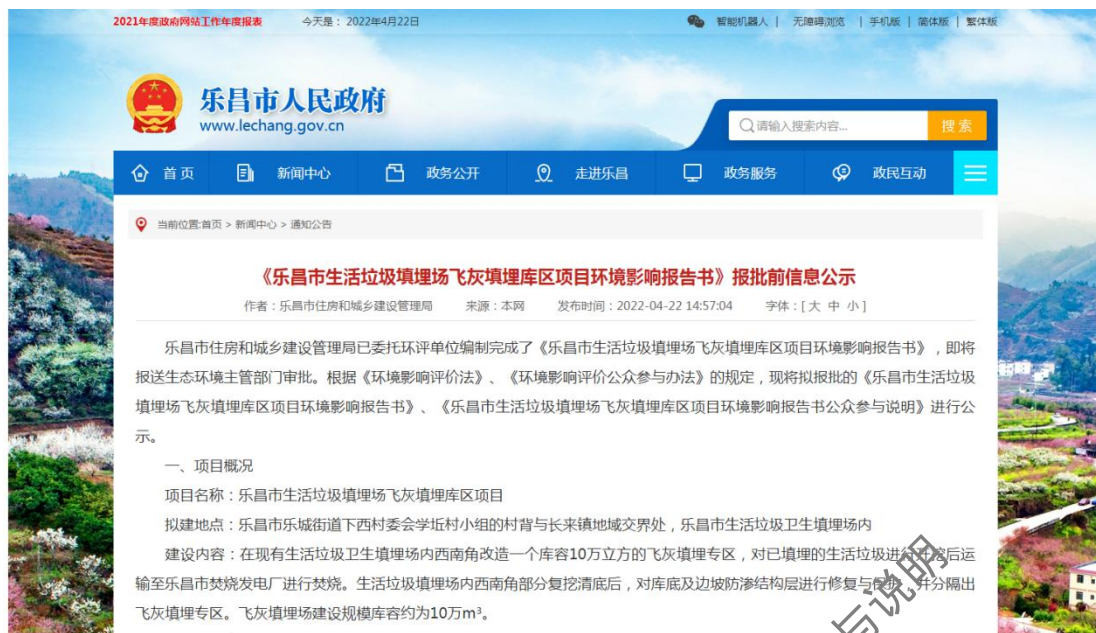 2021年度政府网站工作年度报表 今天是： 2022年4月22日 智能机器人 | 无障碍浏览 | 手机版 | 简体版 | 繁体版
乐昌市人民政府
www.lechang.gov.cn
请输入搜索内容... 搜 索
首 页 新闻中心 政务公开 走进乐昌 政务服务 政民互动
当前位置:首页 > 新闻中心 > 通知公告
《乐昌市生活垃圾填埋场飞灰填埋库区项目环境影响报告书》报批前信息公示
作者：乐昌市住房和城乡建设管理局 来源：本网 发布时间：2022-04-22 14:57:04 字体：[ 大 中 小 ]
乐昌市住房和城乡建设管理局已委托环评单位编制完成了《乐昌市生活垃圾填埋场飞灰填埋库区项目环境影响报告书》，即将
报送生态环境主管部门审批。根据《环境影响评价法》、《环境影响评价公众参与办法》的规定，现将拟报批的《乐昌市生活垃圾
填埋场飞灰填埋库区项目环境影响报告书》、《乐昌市生活垃圾填埋场飞灰填埋库区项目环境影响报告书公众参与说明》进行公
示。
一、项目概况
项目名称：乐昌市生活垃圾填埋场飞灰填埋库区项目
拟建地点：乐昌市乐城街道下西村委会学坵村小组的村背与长来镇地域交界处，乐昌市生活垃圾卫生填埋场内
建设内容：在现有生活垃圾卫生填埋场内西南角改造一个库容10万立方的飞灰填埋专区，对已填埋的生活垃圾进行开挖后运
输至乐昌市焚烧发电厂进行焚烧。生活垃圾填埋场内西南角部分复挖清底后，对库底及边坡防渗结构层进行修复与，并分隔出
飞灰填埋专区。飞灰填埋场建设规模库容约为10万m³。
与说明